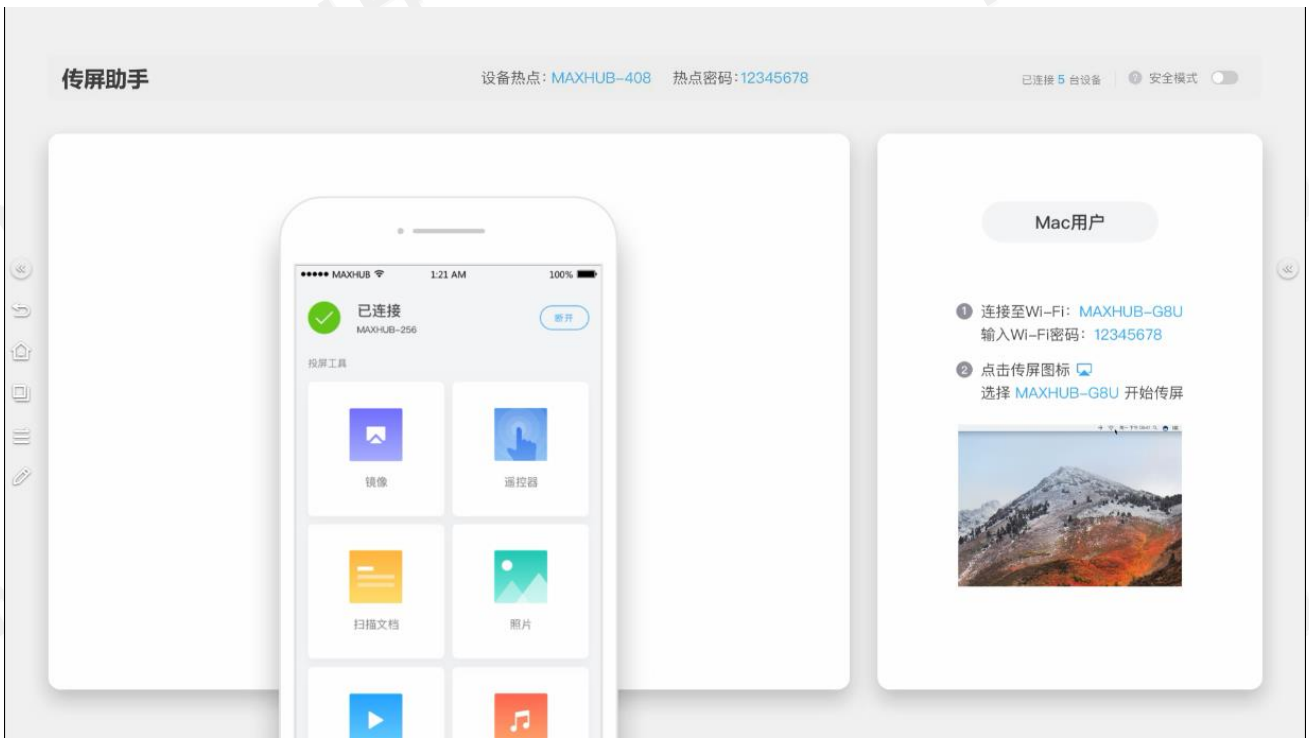 传屏助手
设备热点：MAXHUB-408 热点密码：12345678
已连接 5 台设备
? 安全模式
••••• MAXHUB 1:21 AM 100%
已连接
MAXHUB-256
断开
投屏工具
镜像
遥控器
扫描文档
照片
Mac用户
1 连接至Wi-Fi：MAXHUB-G8U
输入Wi-Fi密码：12345678
2 点击传屏图标
选择 MAXHUB-G8U 开始传屏